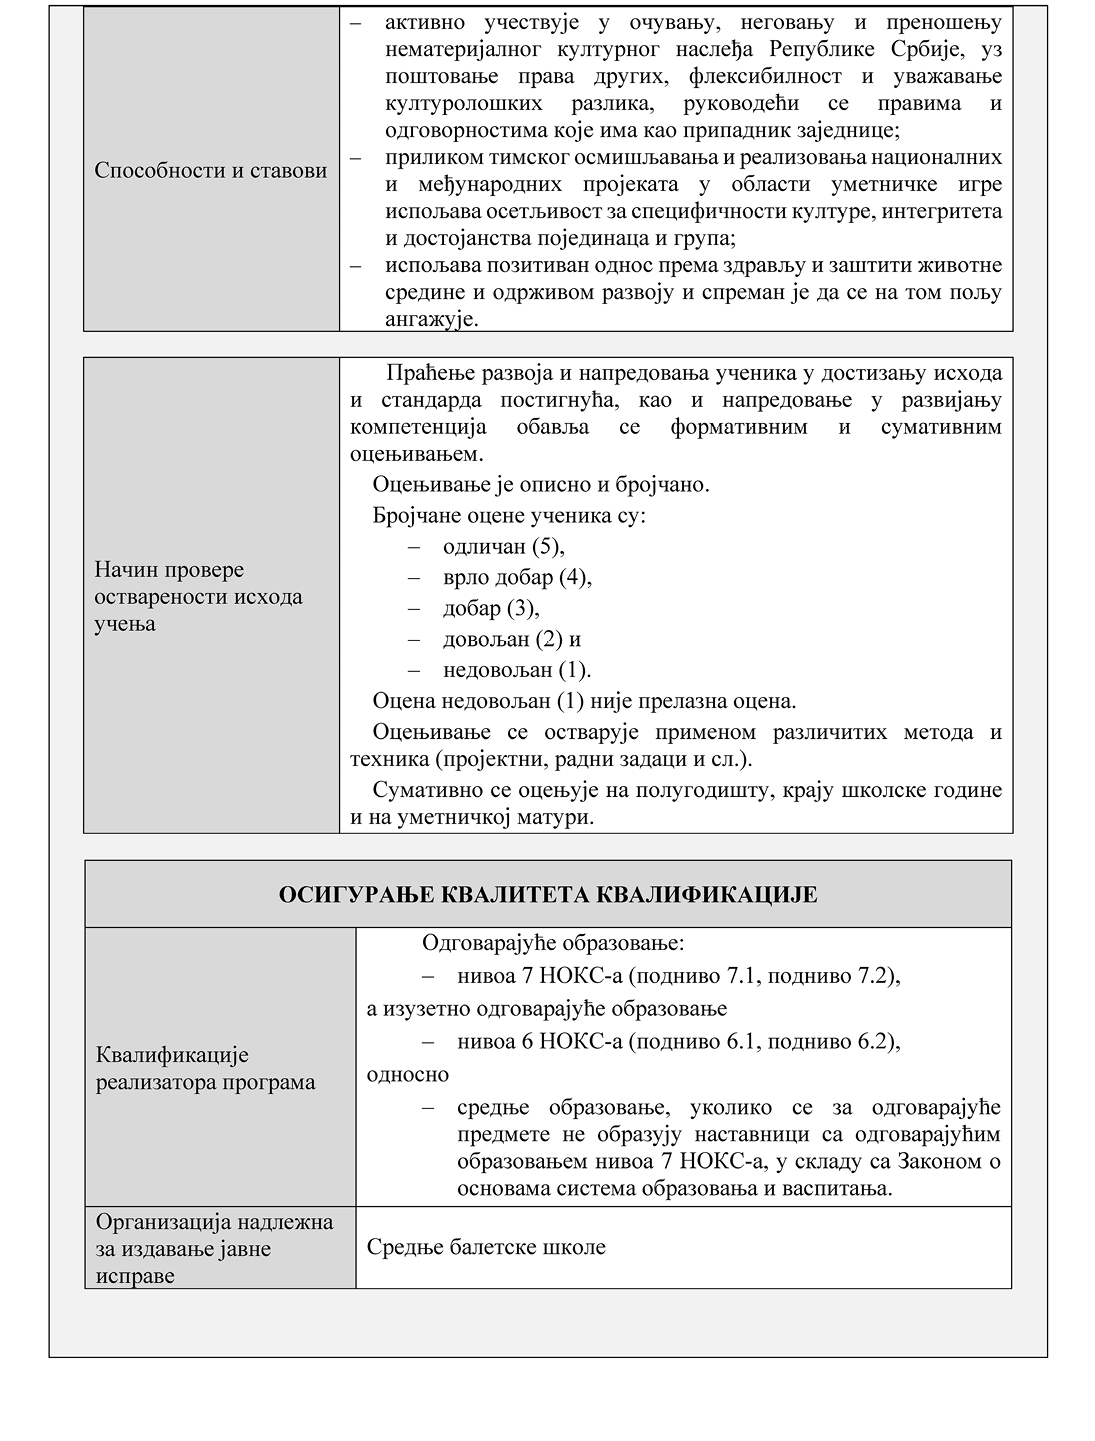 Способности и ставови
– активно учествује у очувању, неговању и преношењу
нематеријалног културног наслеђа Републике Србије, уз
поштовање права других, флексибилност и уважавање
културолошких разлика, руководећи се правима и
одговорностима које има као припадник заједнице;
– приликом тимског осмишљавања и реализовања националних
и међународних пројеката у области уметничке игре
испољава осетљивост за специфичности културе, интегритета
и достојанства појединаца и група;
– испољава позитиван однос према здрављу и заштити животне
средине и одрживом развоју и спреман је да се на том пољу
ангажује.
Начин провере
остварености исхода
учења
Праћење развоја и напредовања ученика у достизању исхода
и стандарда постигнућа, као и напредовање у развијању
компетенција обавља се формативним и сумативним
оцењивањем.
Оцењивање је описно и бројчано.
Бројчане оцене ученика су:
– одличан (5),
– врло добар (4),
– добар (3),
– довољан (2) и
– недовољан (1).
Оцена недовољан (1) није прелазна оцена.
Оцењивање се остварује применом различитих метода и
техника (пројектни, радни задаци и сл.).
Сумативно се оцењује на полугодишту, крају школске године
и на уметничкој матури.
ОСИГУРАЊЕ КВАЛИТЕТА КВАЛИФИКАЦИЈЕ
Квалификације
реализатора програма
Одговарајуће образовање:
– нивоа 7 НОКС-а (подниво 7.1, подниво 7.2),
а изузетно одговарајуће образовање
– нивоа 6 НОКС-а (подниво 6.1, подниво 6.2),
односно
– средње образовање, уколико се за одговарајуће
предмете не образују наставници са одговарајућим
образовањем нивоа 7 НОКС-а, у складу са Законом о
основама система образовања и васпитања.
Организација надлежна
за издавање јавне
исправе
Средње балетске школе